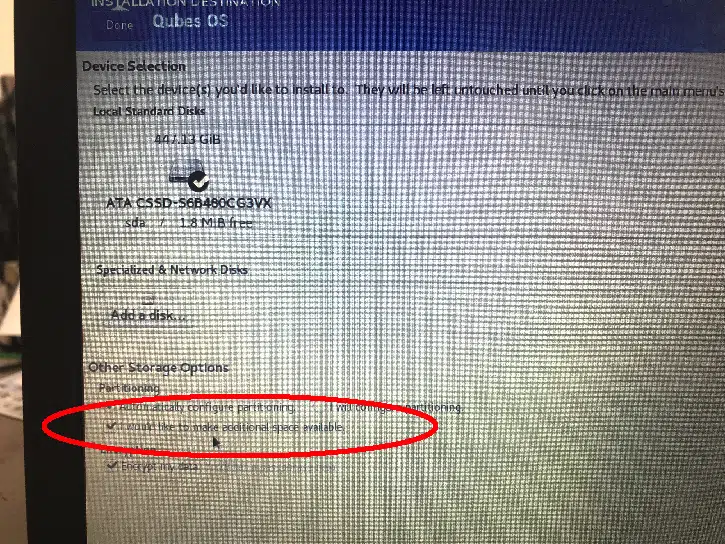 INSTALLATION DESTINATION
Done Qubes OS
Device Selection
Select the device(s) you'd like to install to. They will be left untouched until you click on the main menu's
Local Standard Disks
447.13 GiB
ATA CSSD-S6B480CG3VX
sda / 1.8 MiB free
Specialized & Network Disks
Add a disk...
Other Storage Options
Partitioning
Automatically configure partitioning. I will configure partitioning.
I would like to make additional space available.
Encrypt my data.